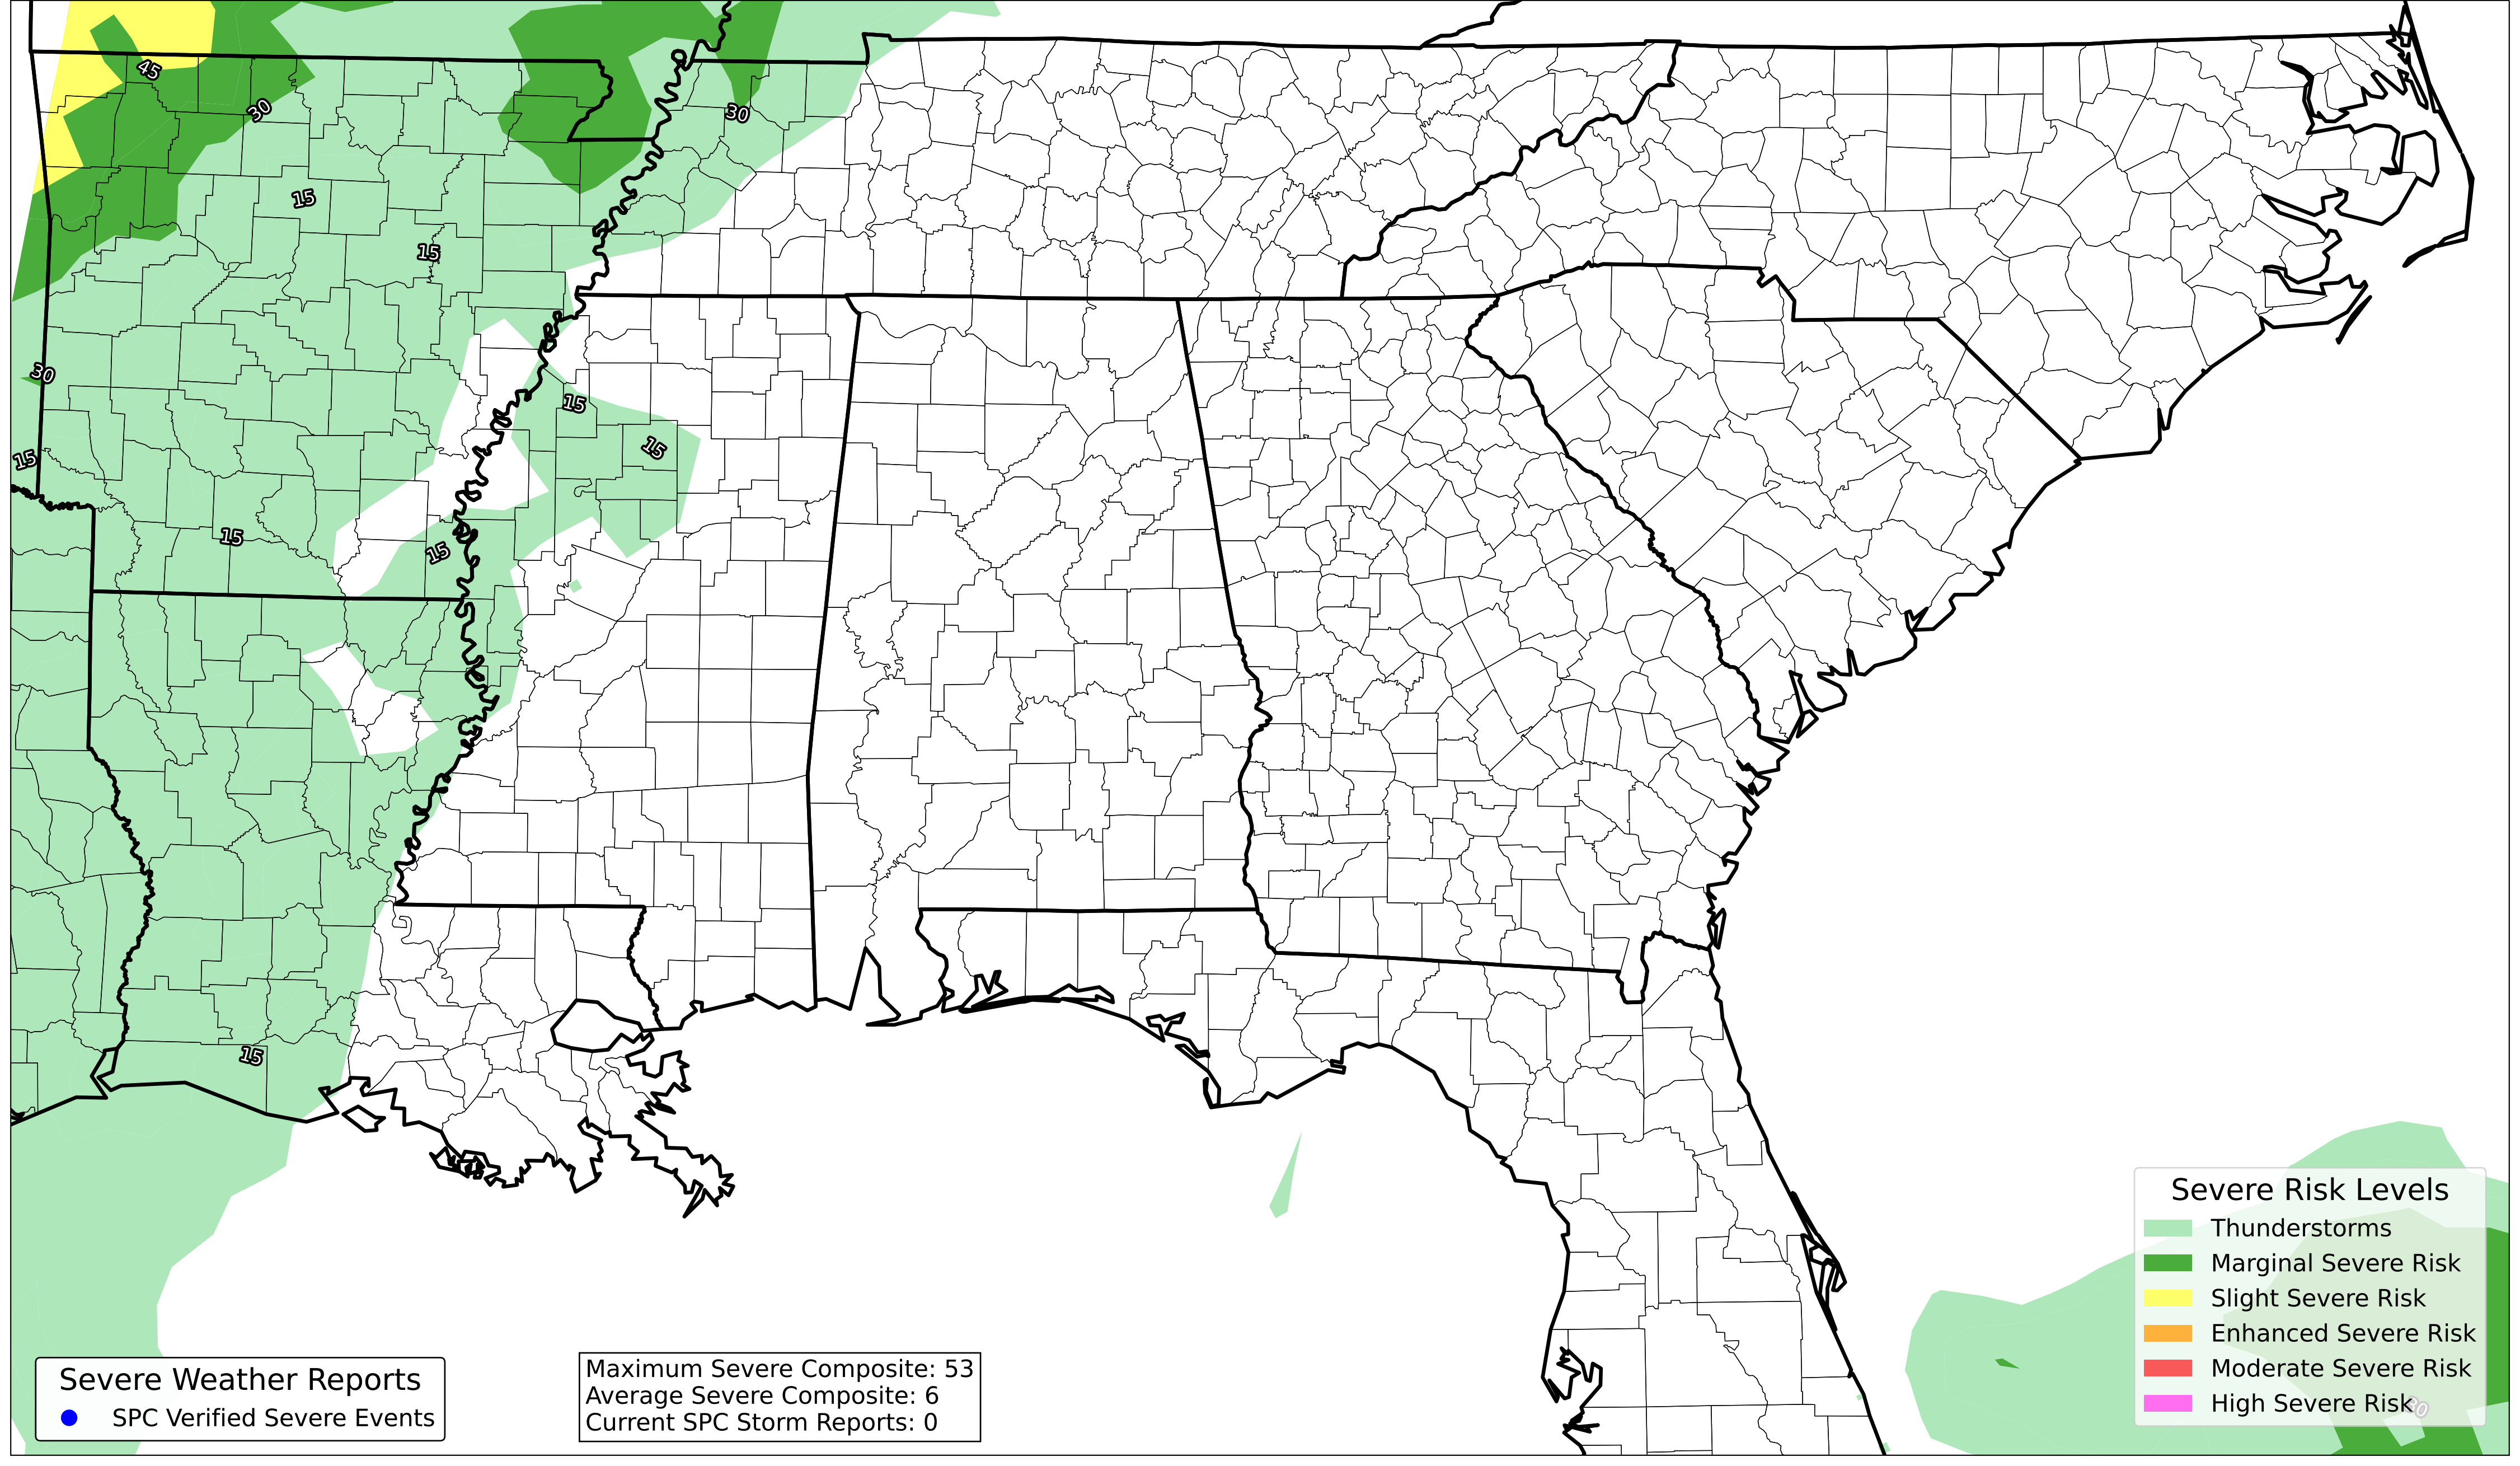 45
30
30
15
15
30
15
15
15
15
15
15
30
Severe Risk Levels
Thunderstorms
Marginal Severe Risk
Slight Severe Risk
Enhanced Severe Risk
Moderate Severe Risk
High Severe Risk
Severe Weather Reports
SPC Verified Severe Events
Maximum Severe Composite: 53
Average Severe Composite: 6
Current SPC Storm Reports: 0